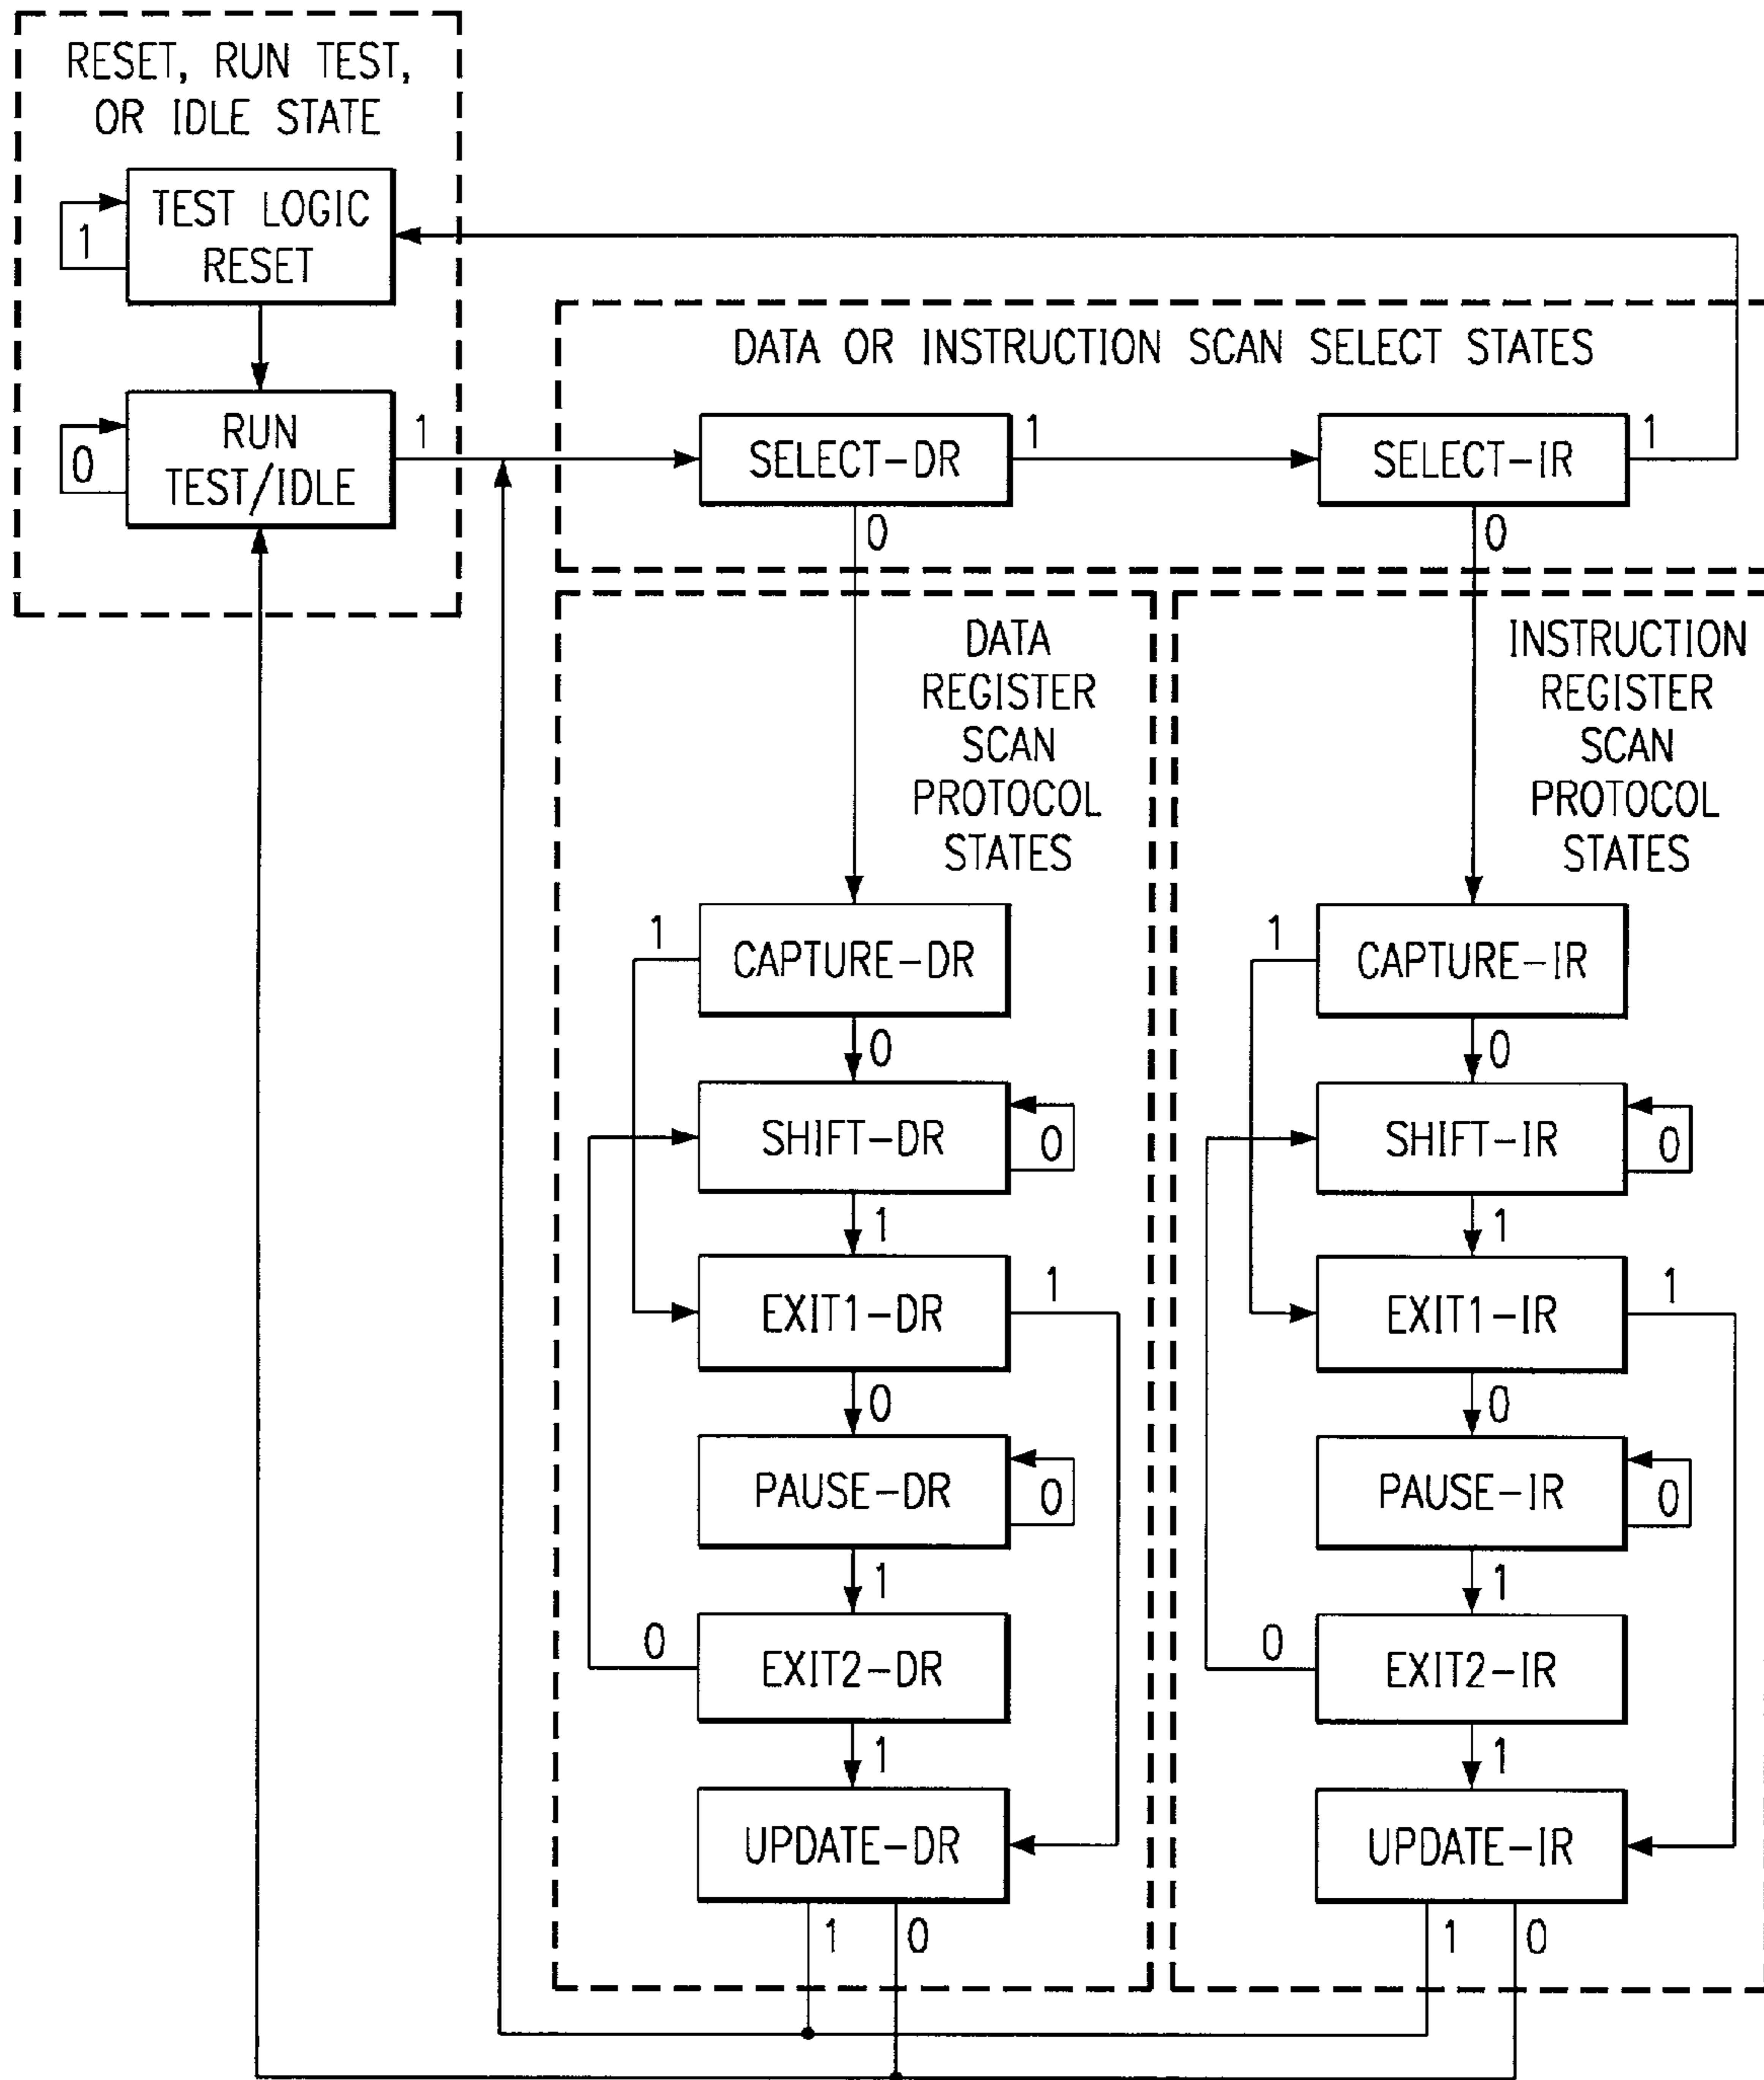 RESET, RUN TEST,
OR IDLE STATE
TEST LOGIC
RESET
1
RUN
TEST/IDLE
0
1
DATA OR INSTRUCTION SCAN SELECT STATES
SELECT-DR
1
0
SELECT-IR
1
0
DATA
REGISTER
SCAN
PROTOCOL
STATES
1
CAPTURE-DR
0
SHIFT-DR
0
1
EXIT1-DR
1
0
PAUSE-DR
0
1
0
EXIT2-DR
1
UPDATE-DR
1
0
INSTRUCTION
REGISTER
SCAN
PROTOCOL
STATES
1
CAPTURE-IR
0
SHIFT-IR
0
1
EXIT1-IR
1
0
PAUSE-IR
0
1
0
EXIT2-IR
1
UPDATE-IR
1
0